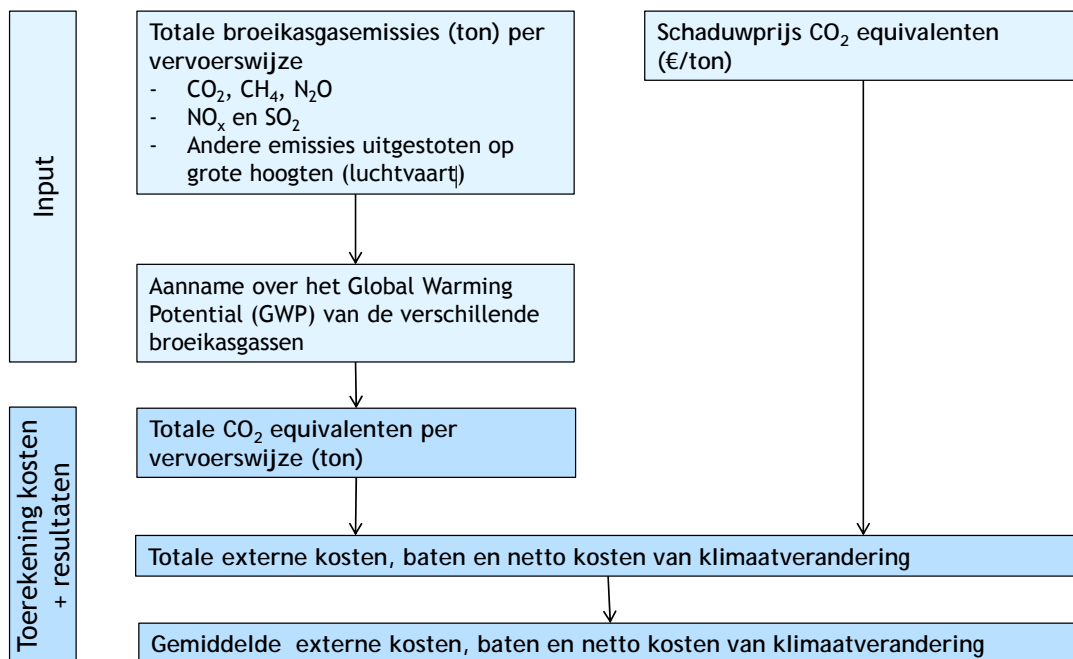 Input
Totale broeikasgasemissies (ton) per
vervoerswijze
- CO₂, CH₄, N₂O
- NOₓ en SO₂
- Andere emissies uitgestoten op
grote hoogten (luchtvaart)
Schaduwprijs CO₂ equivalenten
(€/ton)
Aanname over het Global Warming
Potential (GWP) van de verschillende
broeikasgassen
Toerekening kosten
+ resultaten
Totale CO₂ equivalenten per
vervoerswijze (ton)
Totale externe kosten, baten en netto kosten van klimaatverandering
Gemiddelde externe kosten, baten en netto kosten van klimaatverandering